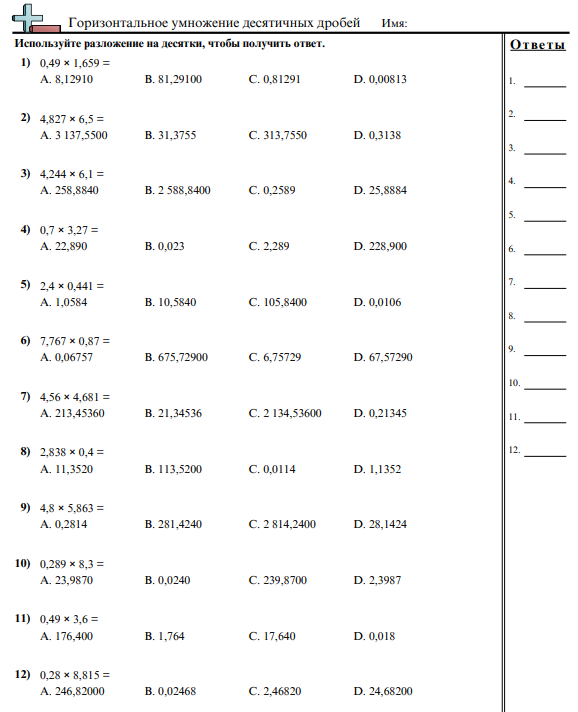 Горизонтальное умножение десятичных дробей Имя:
Используйте разложение на десятки, чтобы получить ответ.
Ответы
1) 0,49 × 1,659 =
A. 8,12910 B. 81,29100 C. 0,81291 D. 0,00813
2) 4,827 × 6,5 =
A. 3 137,5500 B. 31,3755 C. 313,7550 D. 0,3138
3) 4,244 × 6,1 =
A. 258,8840 B. 2 588,8400 C. 0,2589 D. 25,8884
4) 0,7 × 3,27 =
A. 22,890 B. 0,023 C. 2,289 D. 228,900
5) 2,4 × 0,441 =
A. 1,0584 B. 10,5840 C. 105,8400 D. 0,0106
6) 7,767 × 0,87 =
A. 0,06757 B. 675,72900 C. 6,75729 D. 67,57290
7) 4,56 × 4,681 =
A. 213,45360 B. 21,34536 C. 2 134,53600 D. 0,21345
8) 2,838 × 0,4 =
A. 11,3520 B. 113,5200 C. 0,0114 D. 1,1352
9) 4,8 × 5,863 =
A. 0,2814 B. 281,4240 C. 2 814,2400 D. 28,1424
10) 0,289 × 8,3 =
A. 23,9870 B. 0,0240 C. 239,8700 D. 2,3987
11) 0,49 × 3,6 =
A. 176,400 B. 1,764 C. 17,640 D. 0,018
12) 0,28 × 8,815 =
A. 246,82000 B. 0,02468 C. 2,46820 D. 24,68200
1.
2.
3.
4.
5.
6.
7.
8.
9.
10.
11.
12.